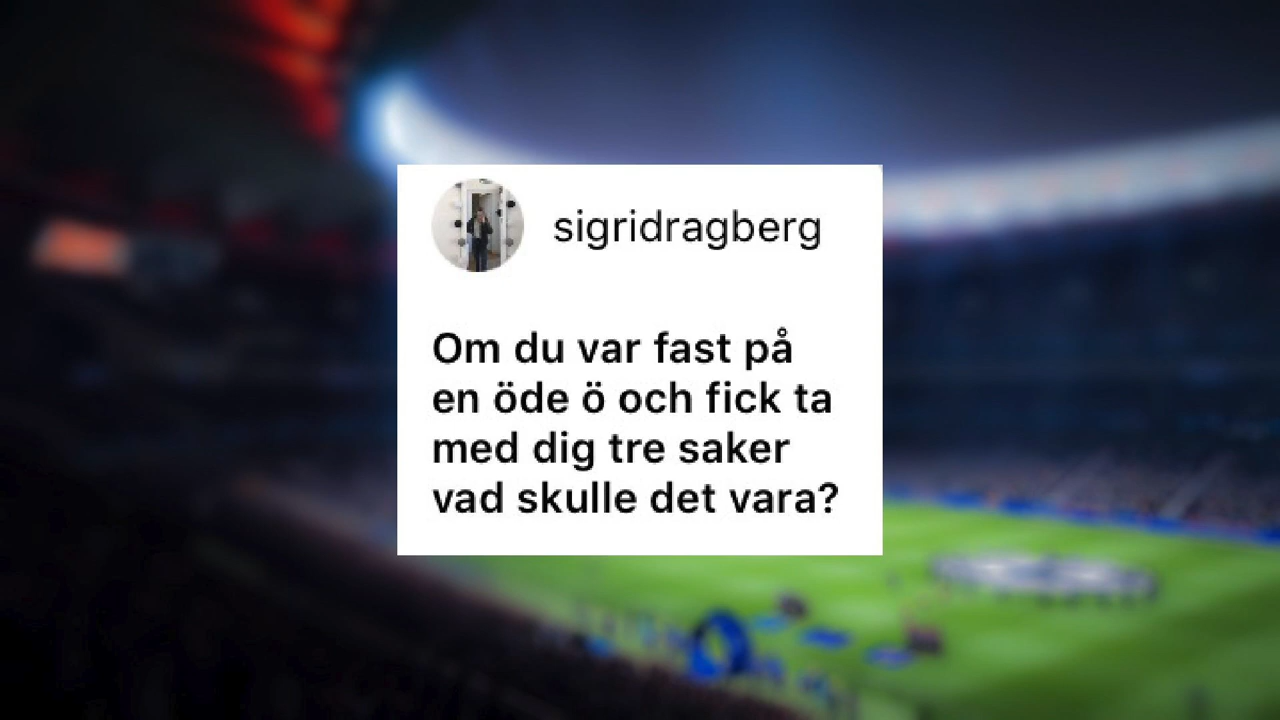 sigridragberg
Om du var fast på
en öde ö och fick ta
med dig tre saker
vad skulle det vara?